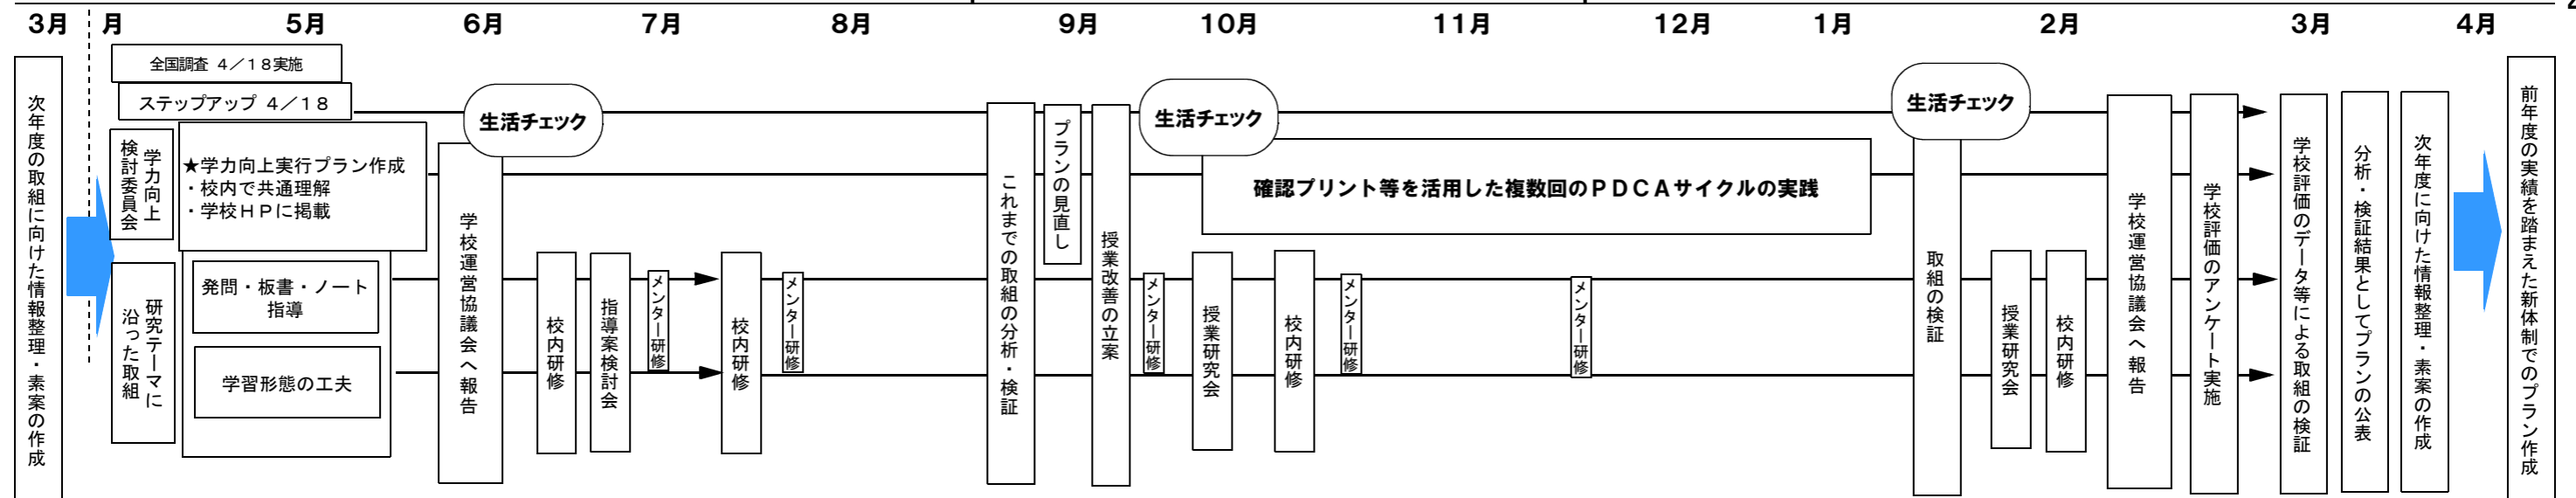 3月
月
5月
6月
7月
8月
9月
10月
11月
12月
1月
2月
3月
4月
次年度の取組に向けた情報整理・素案の作成
全国調査 4／18実施
ステップアップ 4／18
学力向上
検討委員会
★学力向上実行プラン作成
・校内で共通理解
・学校ＨＰに掲載
研究テーマに
沿った取組
発問・板書・ノート
指導
学習形態の工夫
生活チェック
学校運営協議会へ報告
校内研修
指導案検討会
メンター研修
校内研修
メンター研修
これまでの取組の分析・検証
プランの見直し
授業改善の立案
生活チェック
メンター研修
確認プリント等を活用した複数回のＰＤＣＡサイクルの実践
授業研究会
校内研修
メンター研修
メンター研修
生活チェック
取組の検証
授業研究会
校内研修
学校運営協議会へ報告
学校評価のアンケート実施
学校評価のデータ等による取組の検証
分析・検証結果としてプランの公表
次年度に向けた情報整理・素案の作成
前年度の実績を踏まえた新体制でのプラン作成